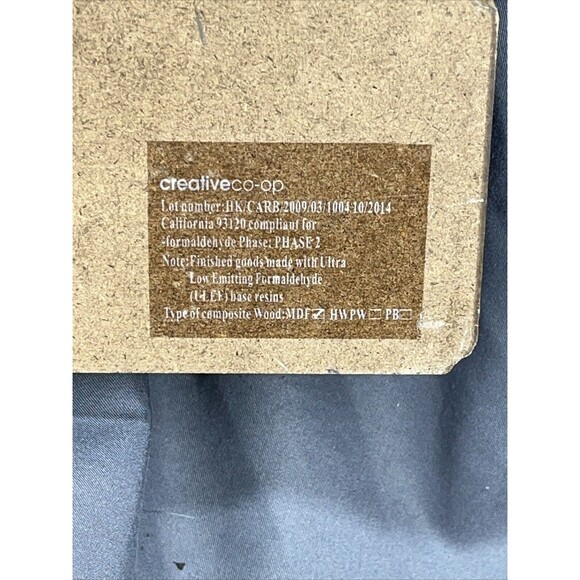 creativeco-op
Lot number:HK/CARB/2009/03/1004-10/2014
California 93120 compliant for
-formaldehyde Phase: PHASE 2
Note:Finished goods made with Ultra
Low Emitting Formaldehyde
(ULEF) base resins
Type of composite Wood:MDF☑ HWPW☐ PB☐